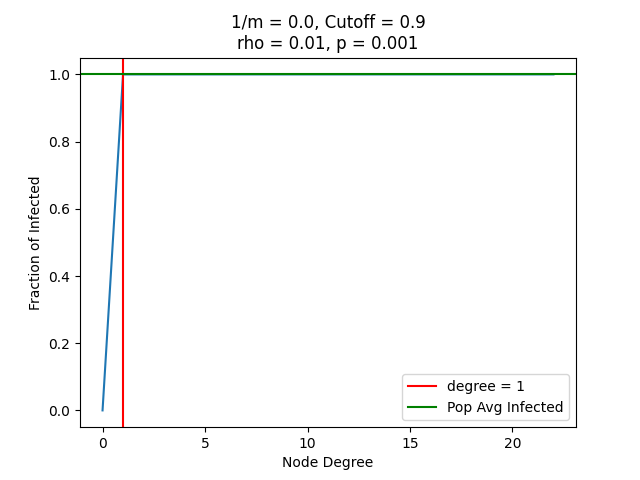 1/m = 0.0, Cutoff = 0.9
rho = 0.01, p = 0.001
1.0
0.8
0.6
0.4
0.2
0.0
Fraction of Infected
degree = 1
Pop Avg Infected
0 5 10 15 20
Node Degree